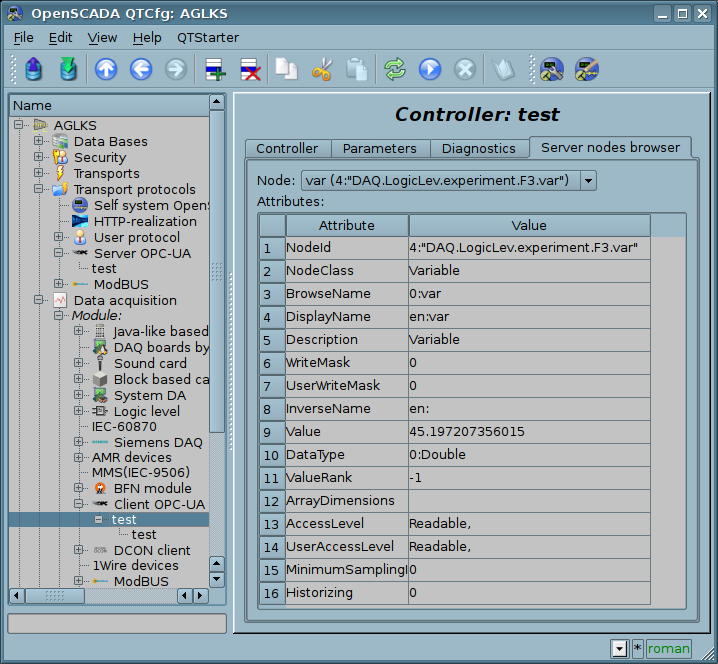 OpenSCADA QTCfg: AGLKS
File Edit View Help QTStarter
Name
AGLKS
Data Bases
Security
Transports
Transport protocols
Self system OpenS
HTTP-realization
User protocol
Server OPC-UA
test
ModBUS
Data acquisition
Module:
Java-like based
DAQ boards by
Sound card
Block based ca
System DA
Logic level
IEC-60870
Siemens DAQ
AMR devices
MMS(IEC-9506)
BFN module
Client OPC-UA
test
test
DCON client
1Wire devices
ModBUS
Controller: test
Controller Parameters Diagnostics Server nodes browser
Node: var (4:"DAQ.LogicLev.experiment.F3.var")
Attributes:
Attribute Value
1 NodeId 4:"DAQ.LogicLev.experiment.F3.var"
2 NodeClass Variable
3 BrowseName 0:var
4 DisplayName en:var
5 Description Variable
6 WriteMask 0
7 UserWriteMask 0
8 InverseName en:
9 Value 45.197207356015
10 DataType 0:Double
11 ValueRank -1
12 ArrayDimensions
13 AccessLevel Readable,
14 UserAccessLevel Readable,
15 MinimumSamplingI 0
16 Historizing 0
* roman